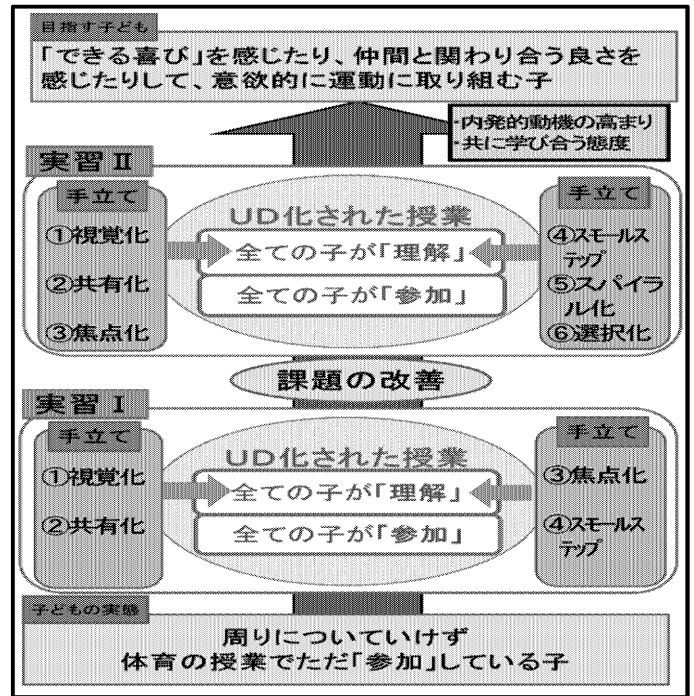 目指す子ども
「できる喜び」を感じたり、仲間と関わり合う良さを
感じたりして、意欲的に運動に取り組む子
・内発的動機の高まり
・共に学び合う態度
実習Ⅱ
手立て
①視覚化
②共有化
③焦点化
UD化された授業
全ての子が「理解」
全ての子が「参加」
手立て
④スモールス
テップ
⑤スパイラ
ル化
⑥選択化
課題の改善
実習Ⅰ
手立て
①視覚化
②共有化
UD化された授業
全ての子が「理解」
全ての子が「参加」
手立て
③焦点化
④スモールス
テップ
子どもの実態
周りについていけず
体育の授業でただ「参加」している子